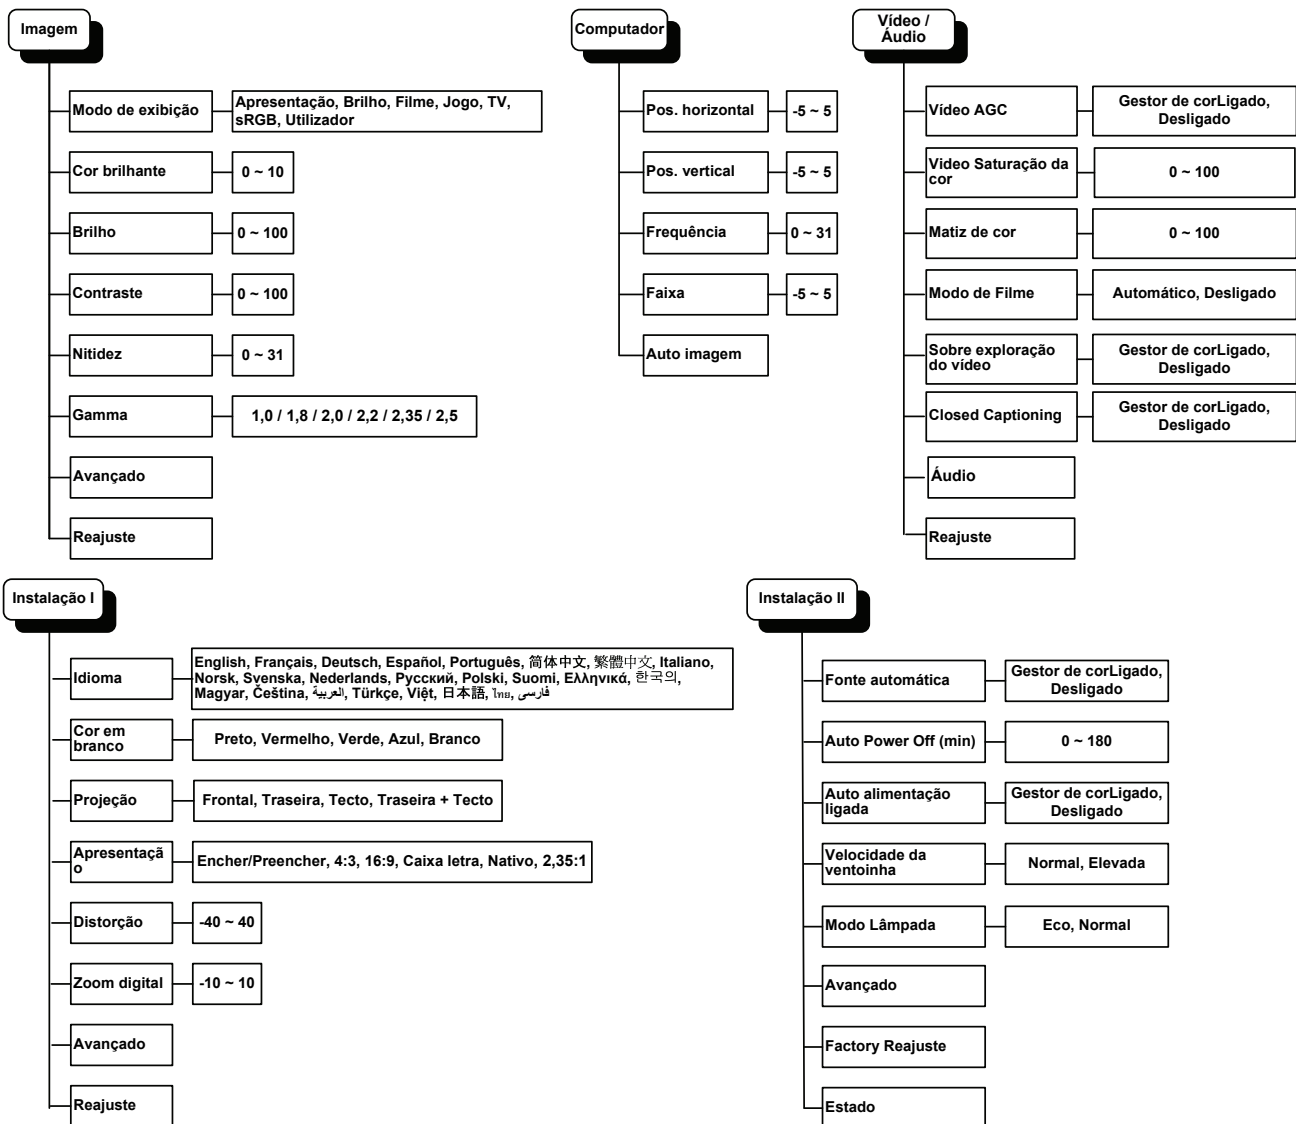 Imagem
Modo de exibição
Apresentação, Brilho, Filme, Jogo, TV,
sRGB, Utilizador
Cor brilhante
0 ~ 10
Brilho
0 ~ 100
Contraste
0 ~ 100
Nitidez
0 ~ 31
Gamma
1,0 / 1,8 / 2,0 / 2,2 / 2,35 / 2,5
Avançado
Reajuste
Computador
Pos. horizontal
-5 ~ 5
Pos. vertical
-5 ~ 5
Frequência
0 ~ 31
Faixa
-5 ~ 5
Auto imagem
Vídeo /
Áudio
Vídeo AGC
Gestor de corLigado,
Desligado
Video Saturação da
cor
0 ~ 100
Matiz de cor
0 ~ 100
Modo de Filme
Automático, Desligado
Sobre exploração
do vídeo
Gestor de corLigado,
Desligado
Closed Captioning
Gestor de corLigado,
Desligado
Áudio
Reajuste
Instalação I
Idioma
English, Français, Deutsch, Español, Português, 简体中文, 繁體中文, Italiano,
Norsk, Svenska, Nederlands, Русский, Polski, Suomi, Ελληνικά, 한국의,
Magyar, Čeština, العربية, Türkçe, Việt, 日本語, ไทย, فارسی
Cor em
branco
Preto, Vermelho, Verde, Azul, Branco
Projeção
Frontal, Traseira, Tecto, Traseira + Tecto
Apresentaçã
o
Encher/Preencher, 4:3, 16:9, Caixa letra, Nativo, 2,35:1
Distorção
-40 ~ 40
Zoom digital
-10 ~ 10
Avançado
Reajuste
Instalação II
Fonte automática
Gestor de corLigado,
Desligado
Auto Power Off (min)
0 ~ 180
Auto alimentação
ligada
Gestor de corLigado,
Desligado
Velocidade da
ventoinha
Normal, Elevada
Modo Lâmpada
Eco, Normal
Avançado
Factory Reajuste
Estado